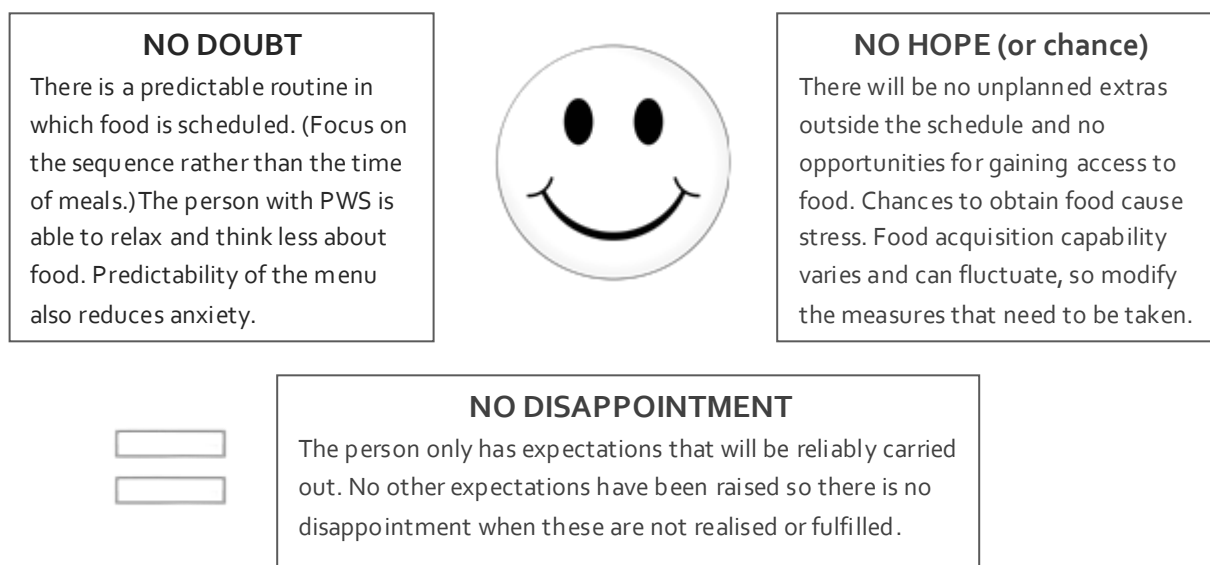 NO DOUBT
There is a predictable routine in
which food is scheduled. (Focus on
the sequence rather than the time
of meals.)The person with PWS is
able to relax and think less about
food. Predictability of the menu
also reduces anxiety.
NO HOPE (or chance)
There will be no unplanned extras
outside the schedule and no
opportunities for gaining access to
food. Chances to obtain food cause
stress. Food acquisition capability
varies and can fluctuate, so modify
the measures that need to be taken.
NO DISAPPOINTMENT
The person only has expectations that will be reliably carried
out. No other expectations have been raised so there is no
disappointment when these are not realised or fulfilled.